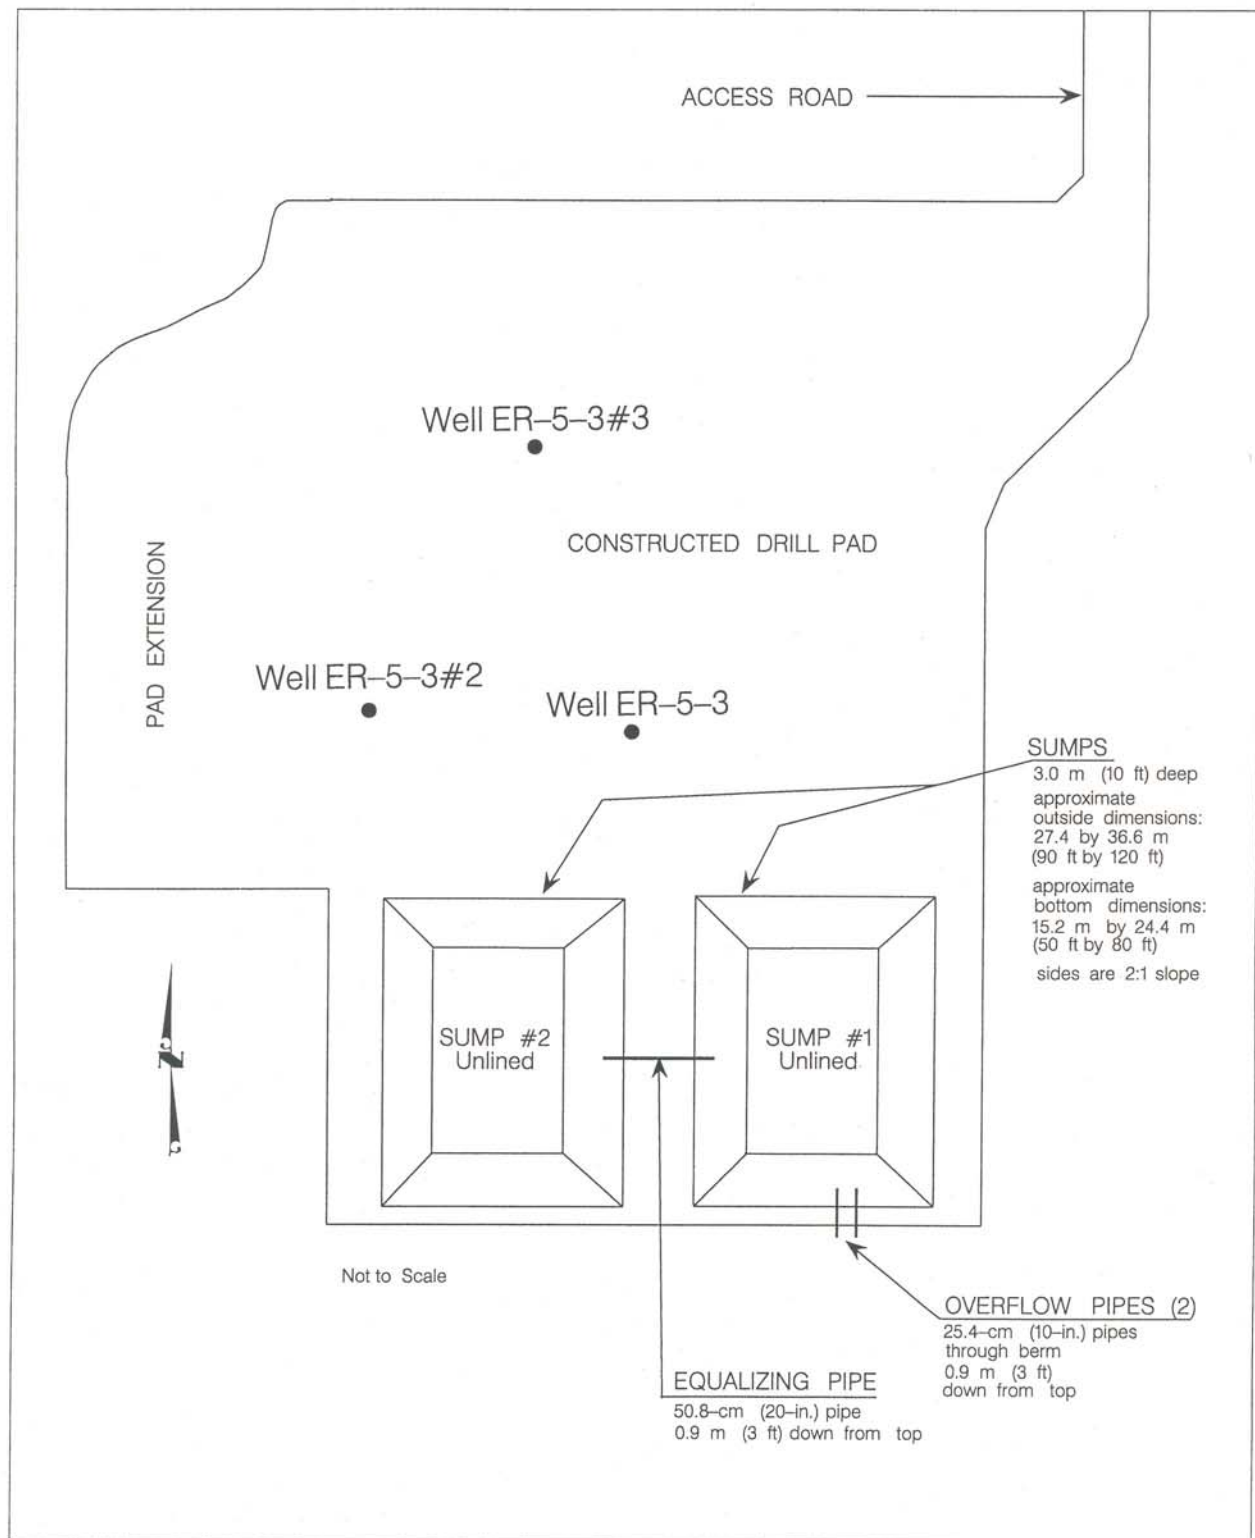 ACCESS ROAD
Well ER–5–3#3
CONSTRUCTED DRILL PAD
PAD EXTENSION
Well ER–5–3#2
Well ER–5–3
SUMPS
3.0 m (10 ft) deep
approximate
outside dimensions:
27.4 by 36.6 m
(90 ft by 120 ft)
approximate
bottom dimensions:
15.2 m by 24.4 m
(50 ft by 80 ft)
sides are 2:1 slope
SUMP #2
Unlined
SUMP #1
Unlined
N
Not to Scale
OVERFLOW PIPES (2)
25.4–cm (10–in.) pipes
through berm
0.9 m (3 ft)
down from top
EQUALIZING PIPE
50.8–cm (20–in.) pipe
0.9 m (3 ft) down from top